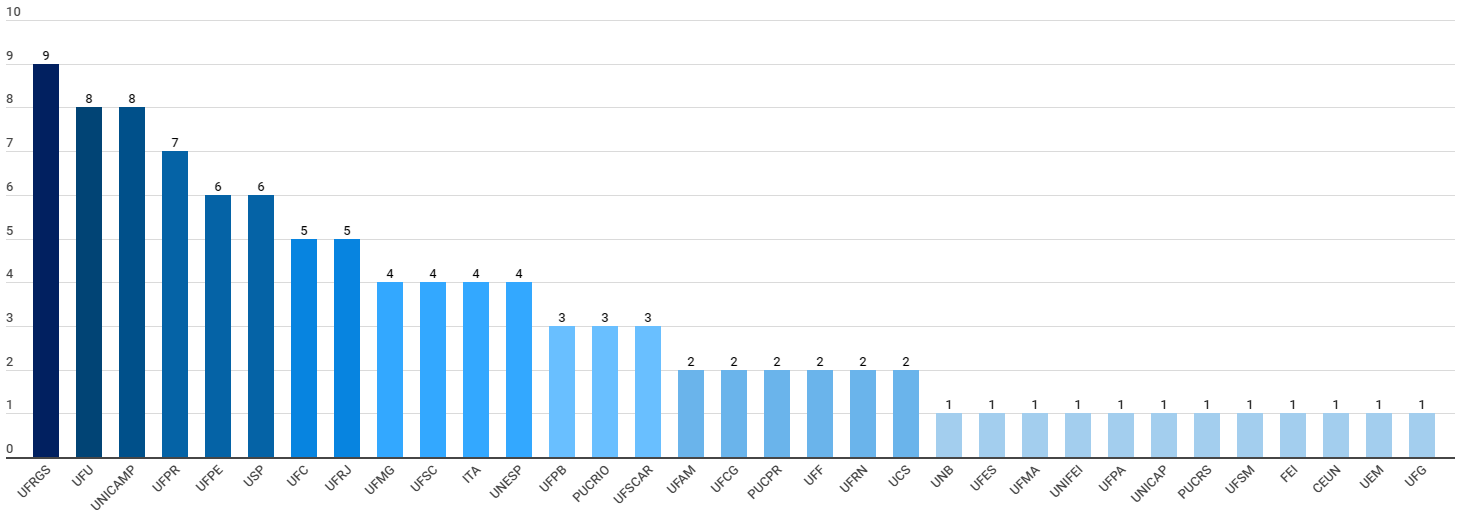 10
9
8
7
6
5
4
3
2
1
0
9
8
8
7
6
6
5
5
4
4
4
4
3
3
3
2
2
2
2
2
2
1
1
1
1
1
1
1
1
1
1
1
1
UFRGS
UFU
UNICAMP
UFPR
UFPE
USP
UFC
UFRJ
UFMG
UFSC
ITA
UNESP
UFPB
PUCRIO
UFSCAR
UFAM
UFCG
PUCPR
UFF
UFRN
UCS
UNB
UFES
UFMA
UNIFEI
UFPA
UNICAP
PUCRS
UFSM
FEI
CEUN
UEM
UFG